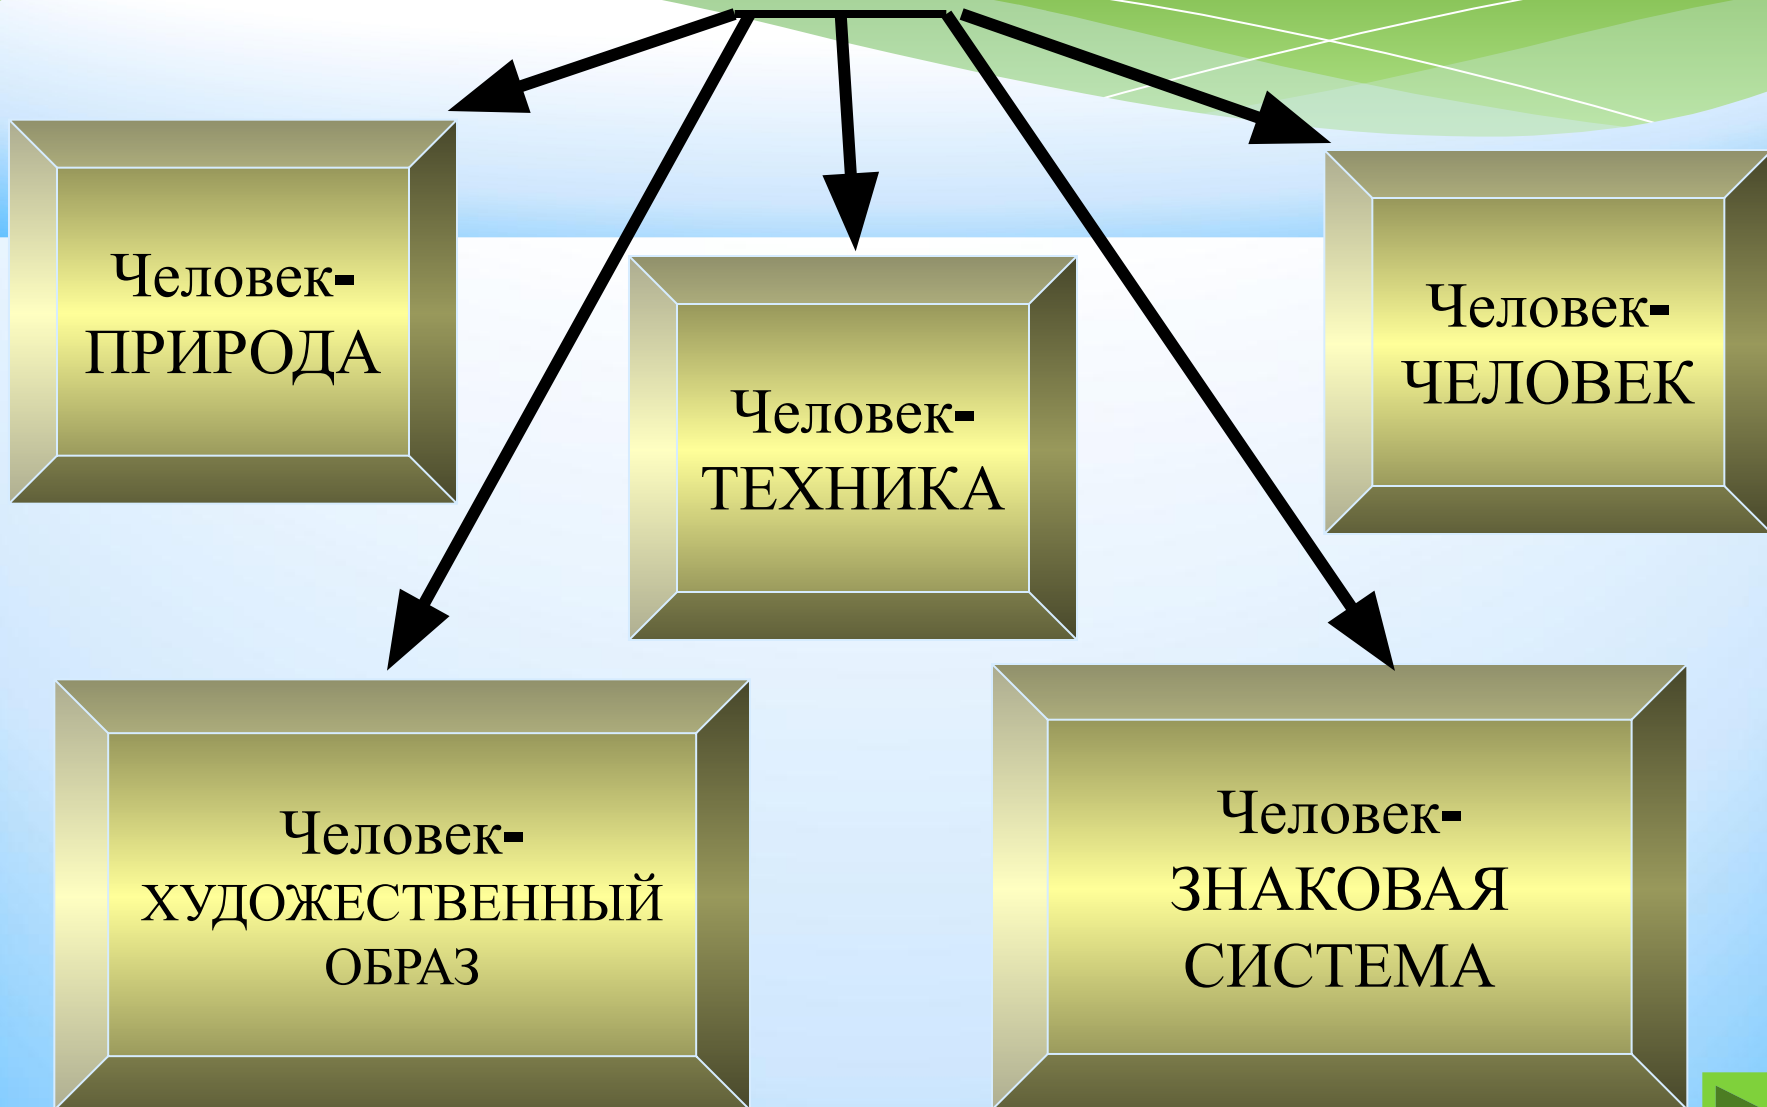 Человек-
ПРИРОДА
Человек-
ТЕХНИКА
Человек-
ЧЕЛОВЕК
Человек-
ХУДОЖЕСТВЕННЫЙ
ОБРАЗ
Человек-
ЗНАКОВАЯ
СИСТЕМА